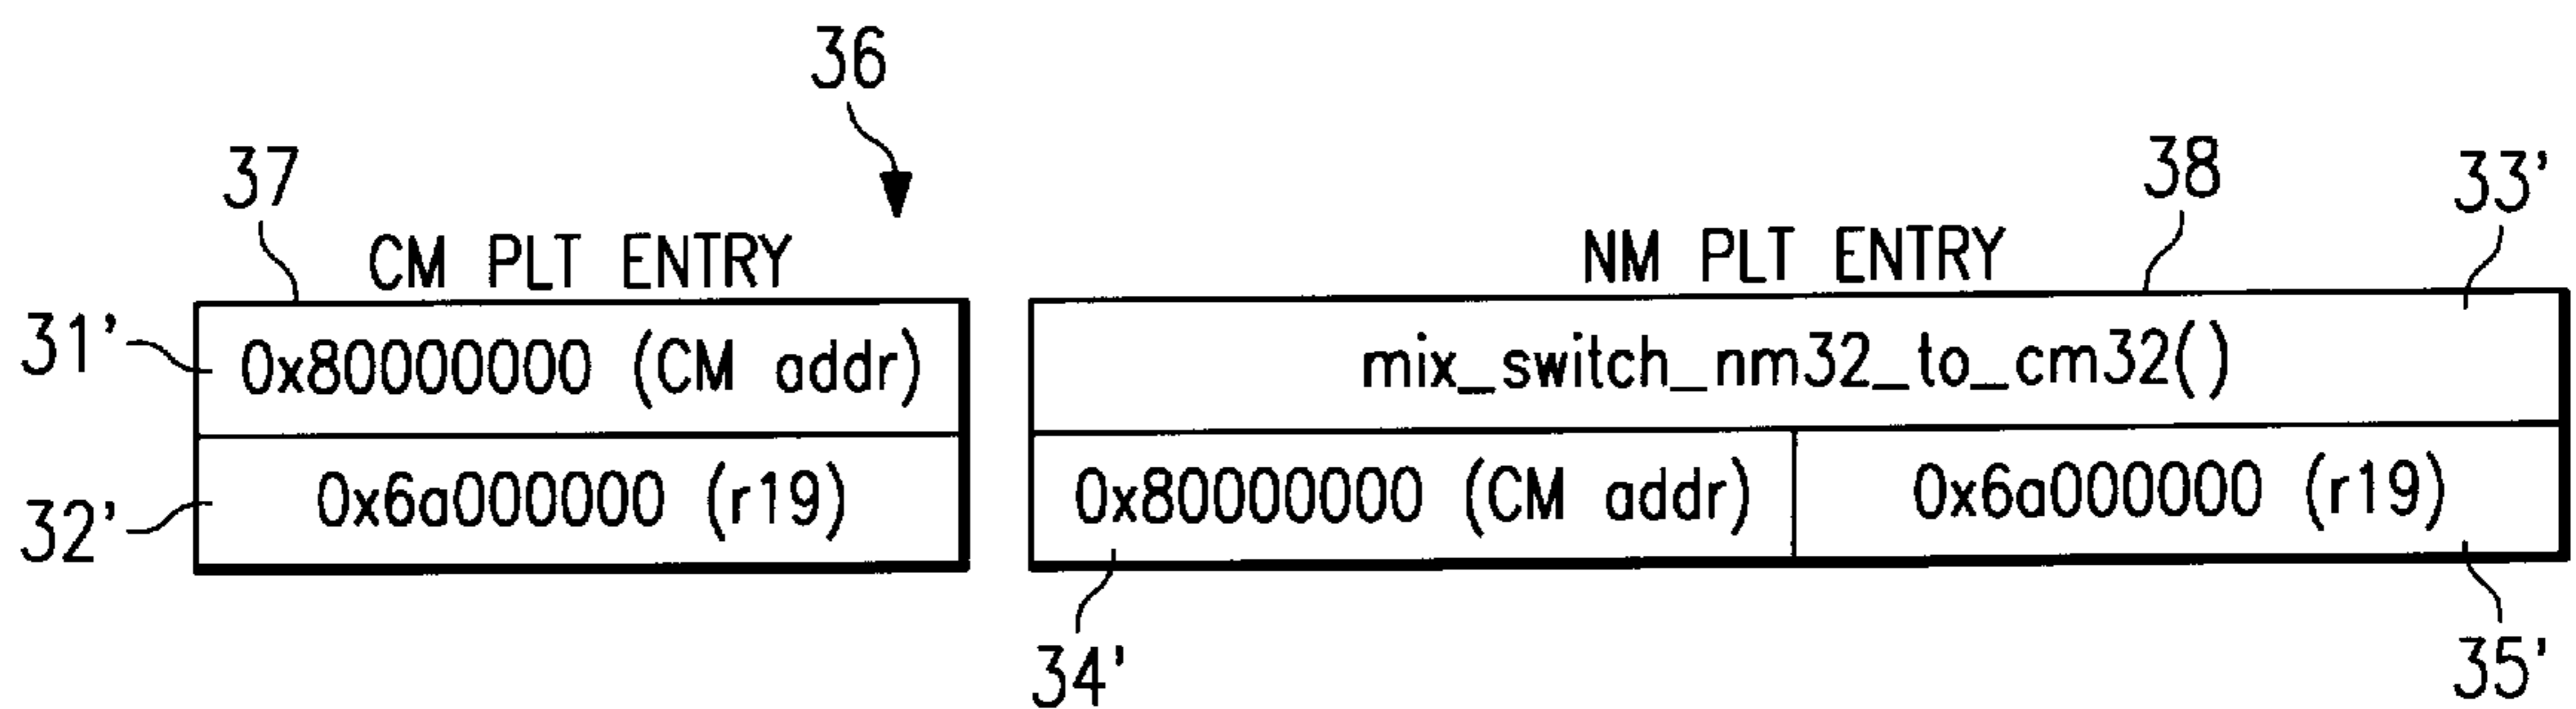 36
37
38
33'
CM PLT ENTRY
NM PLT ENTRY
31'
0x80000000 (CM addr)
mix_switch_nm32_to_cm32()
32'
0x6a000000 (r19)
0x80000000 (CM addr)
0x6a000000 (r19)
34'
35'